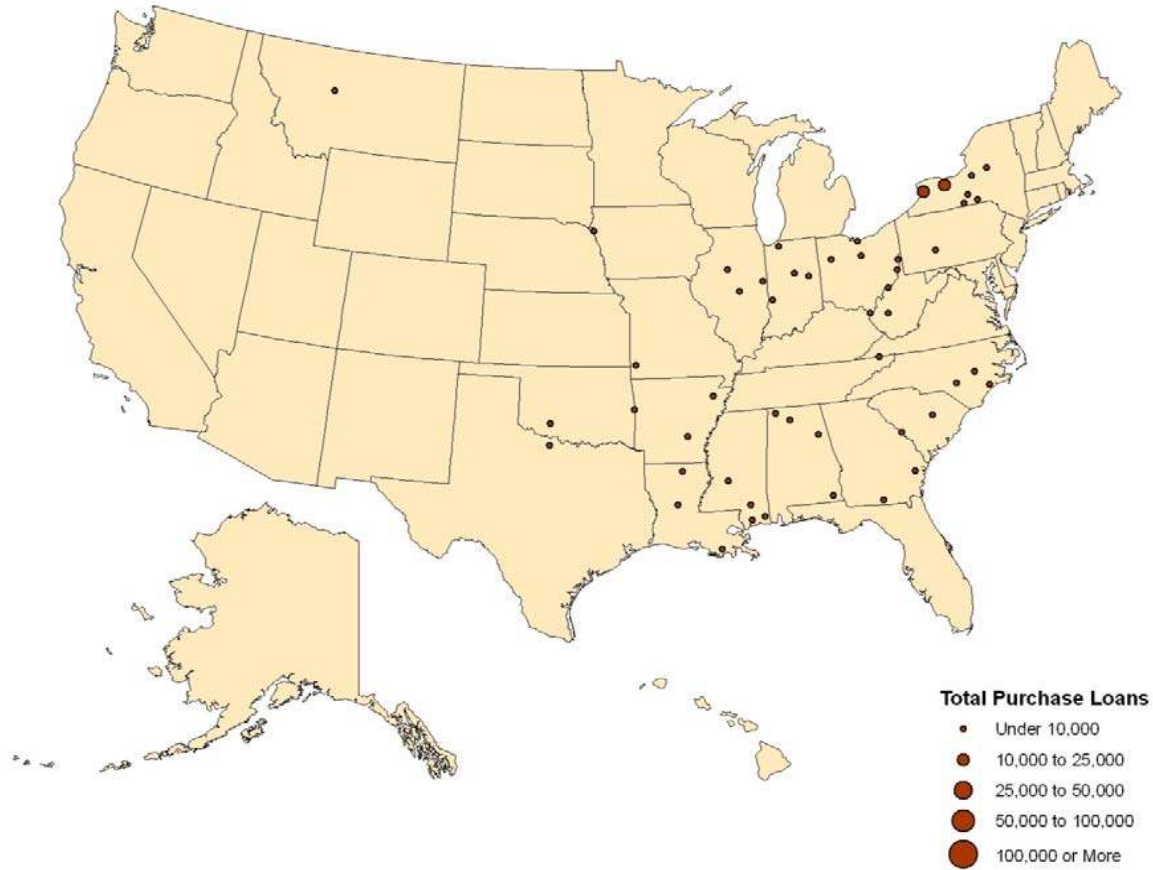 Total Purchase Loans
Under 10,000
10,000 to 25,000
25,000 to 50,000
50,000 to 100,000
100,000 or More